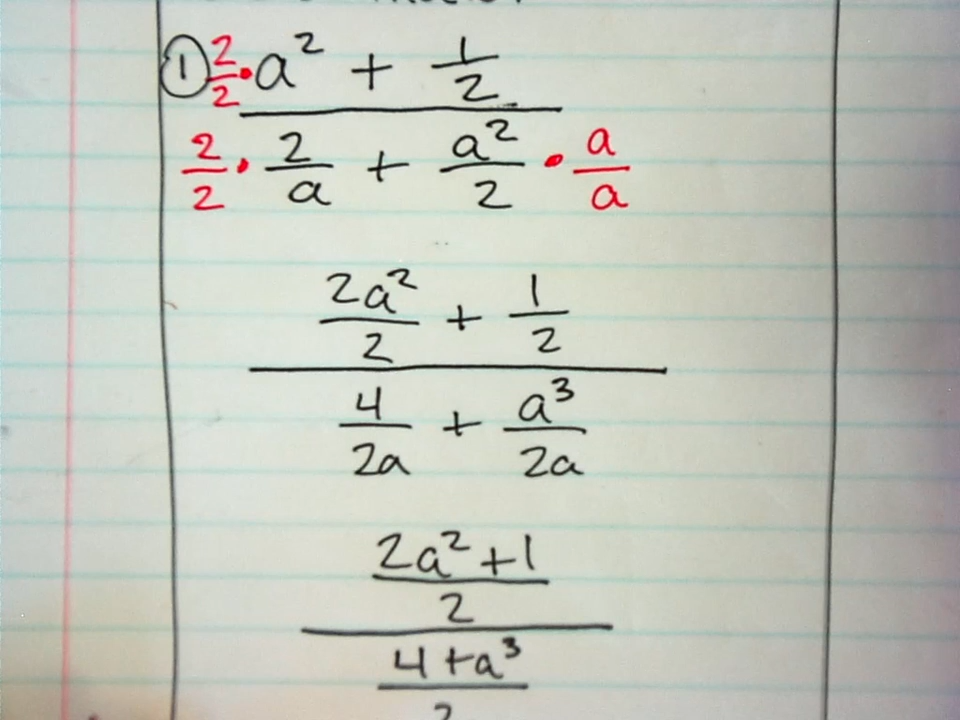 ① 2/2 · a² + 1/2
2/2 · 2/a + a²/2 · a/a
2a²/2 + 1/2
4/2a + a³/2a
2a² + 1
2
4 + a³